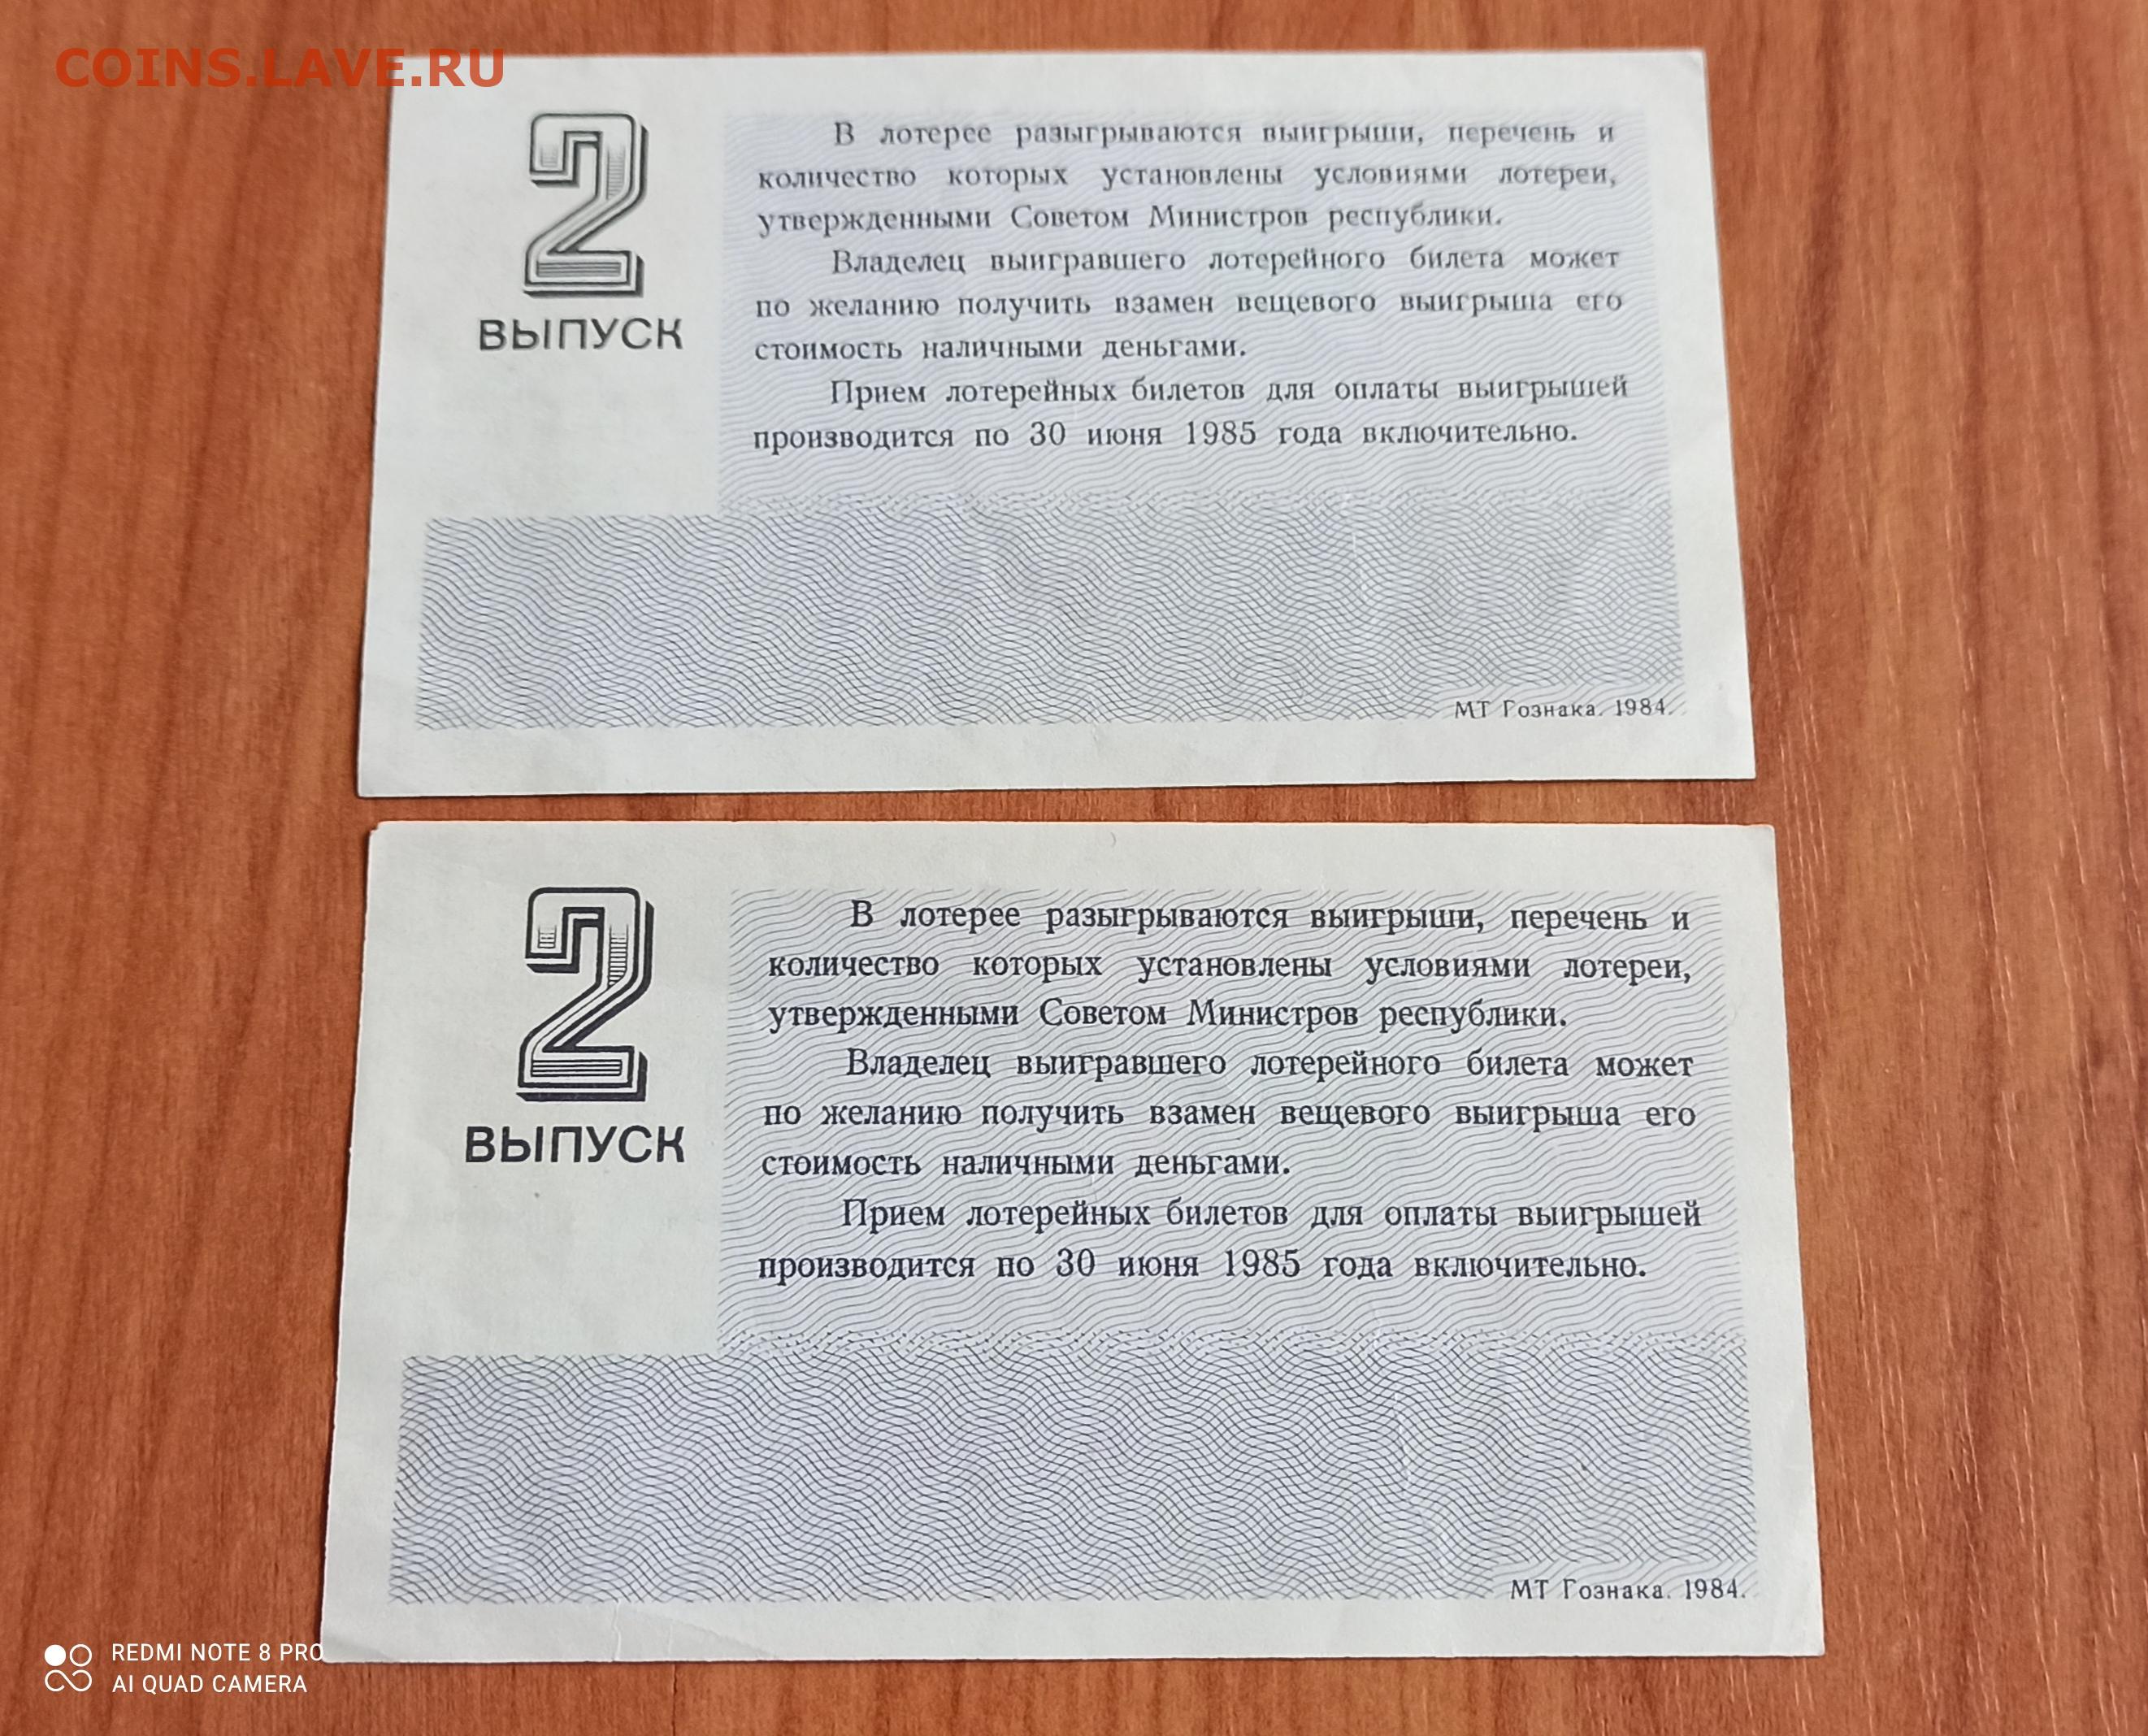 COINS.LAVE.RU
2
ВЫПУСК
В лотерее разыгрываются выигрыши, перечень и
количество которых установлены условиями лотереи,
утвержденными Советом Министров республики.
Владелец выигравшего лотерейного билета может
по желанию получить взамен вещевого выигрыша его
стоимость наличными деньгами.
Прием лотерейных билетов для оплаты выигрышей
производится по 30 июня 1985 года включительно.
МТ Гознака. 1984.
2
ВЫПУСК
В лотерее разыгрываются выигрыши, перечень и
количество которых установлены условиями лотереи,
утвержденными Советом Министров республики.
Владелец выигравшего лотерейного билета может
по желанию получить взамен вещевого выигрыша его
стоимость наличными деньгами.
Прием лотерейных билетов для оплаты выигрышей
производится по 30 июня 1985 года включительно.
МТ Гознака. 1984.
REDMI NOTE 8 PRO
AI QUAD CAMERA